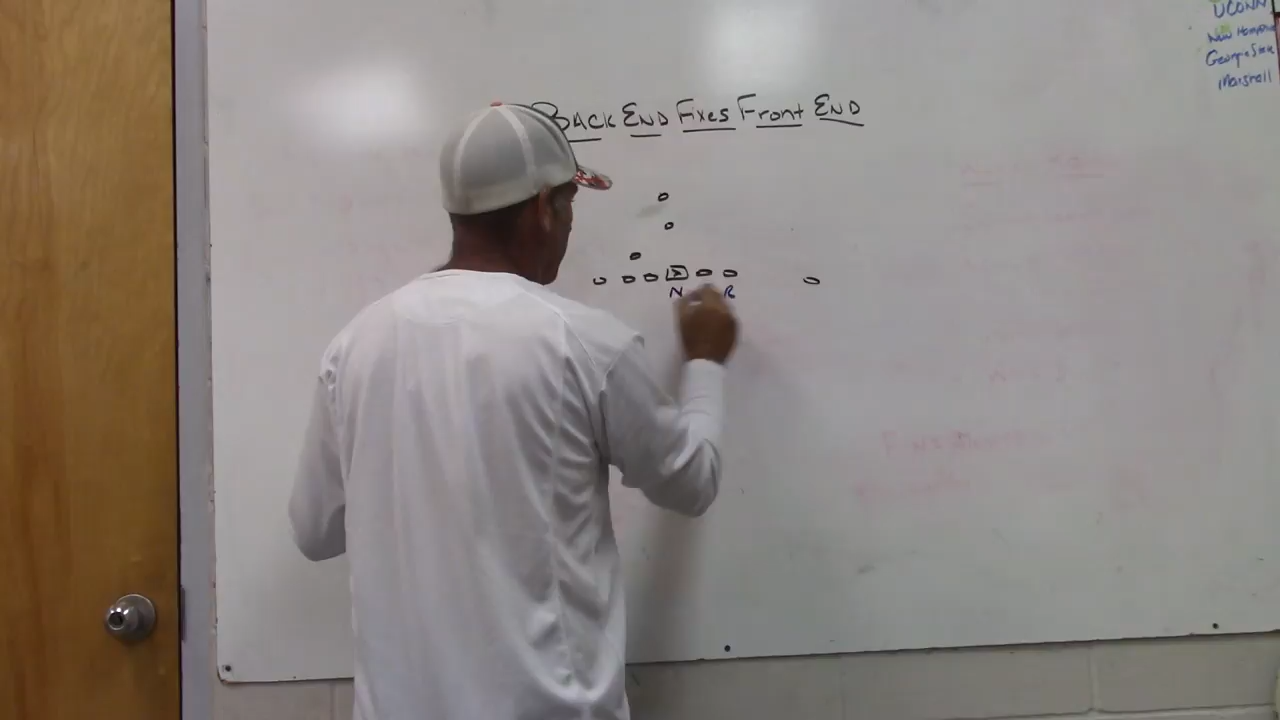 BACK END Fixes Front END
N R
UCONN
New Hampshire
Georgia State
Marshall